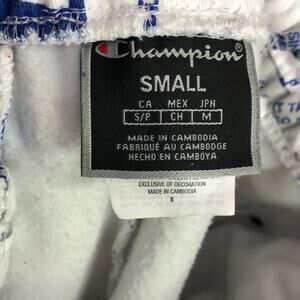 Champion
SMALL
CA MEX JPN
S/P CH M
MADE IN CAMBODIA
FABRIQUÉ AU CAMBODGE
HECHO EN CAMBOYA
EXCLUSIVE OF DECORATION
MADE IN CAMBODIA
S